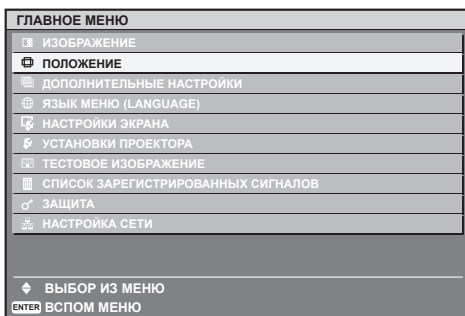 ГЛАВНОЕ МЕНЮ
ИЗОБРАЖЕНИЕ
ПОЛОЖЕНИЕ
ДОПОЛНИТЕЛЬНЫЕ НАСТРОЙКИ
ЯЗЫК МЕНЮ (LANGUAGE)
НАСТРОЙКИ ЭКРАНА
УСТАНОВКИ ПРОЕКТОРА
ТЕСТОВОЕ ИЗОБРАЖЕНИЕ
СПИСОК ЗАРЕГИСТРИРОВАННЫХ СИГНАЛОВ
ЗАЩИТА
НАСТРОЙКА СЕТИ
ВЫБОР ИЗ МЕНЮ
ENTER ВСПОМ МЕНЮ